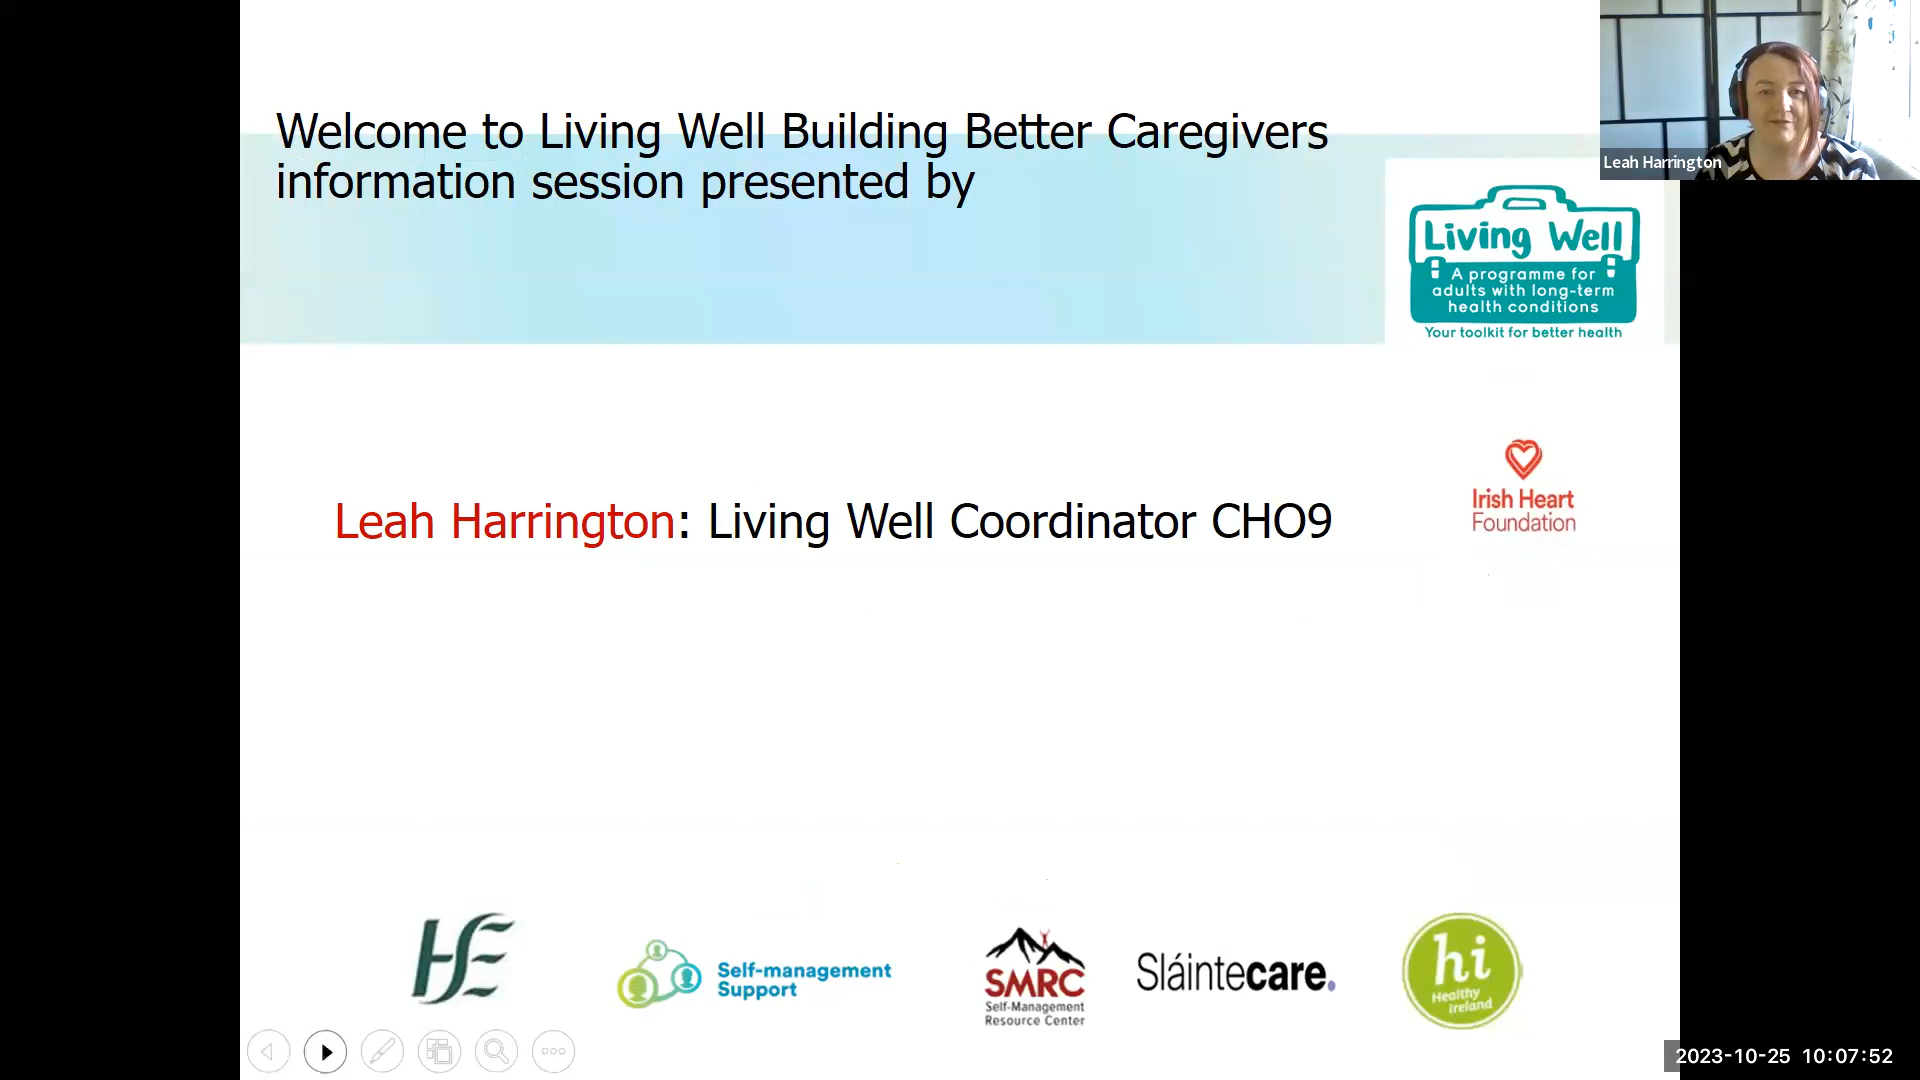 Welcome to Living Well Building Better Caregivers
information session presented by
Leah Harrington
Living Well
A programme for
adults with long-term
health conditions
Your toolkit for better health
Irish Heart
Foundation
Leah Harrington: Living Well Coordinator CHO9
HSE
Self-management
Support
SMRC
Self-Management
Resource Center
Sláintecare.
hi
Healthy
Ireland
2023-10-25 10:07:52